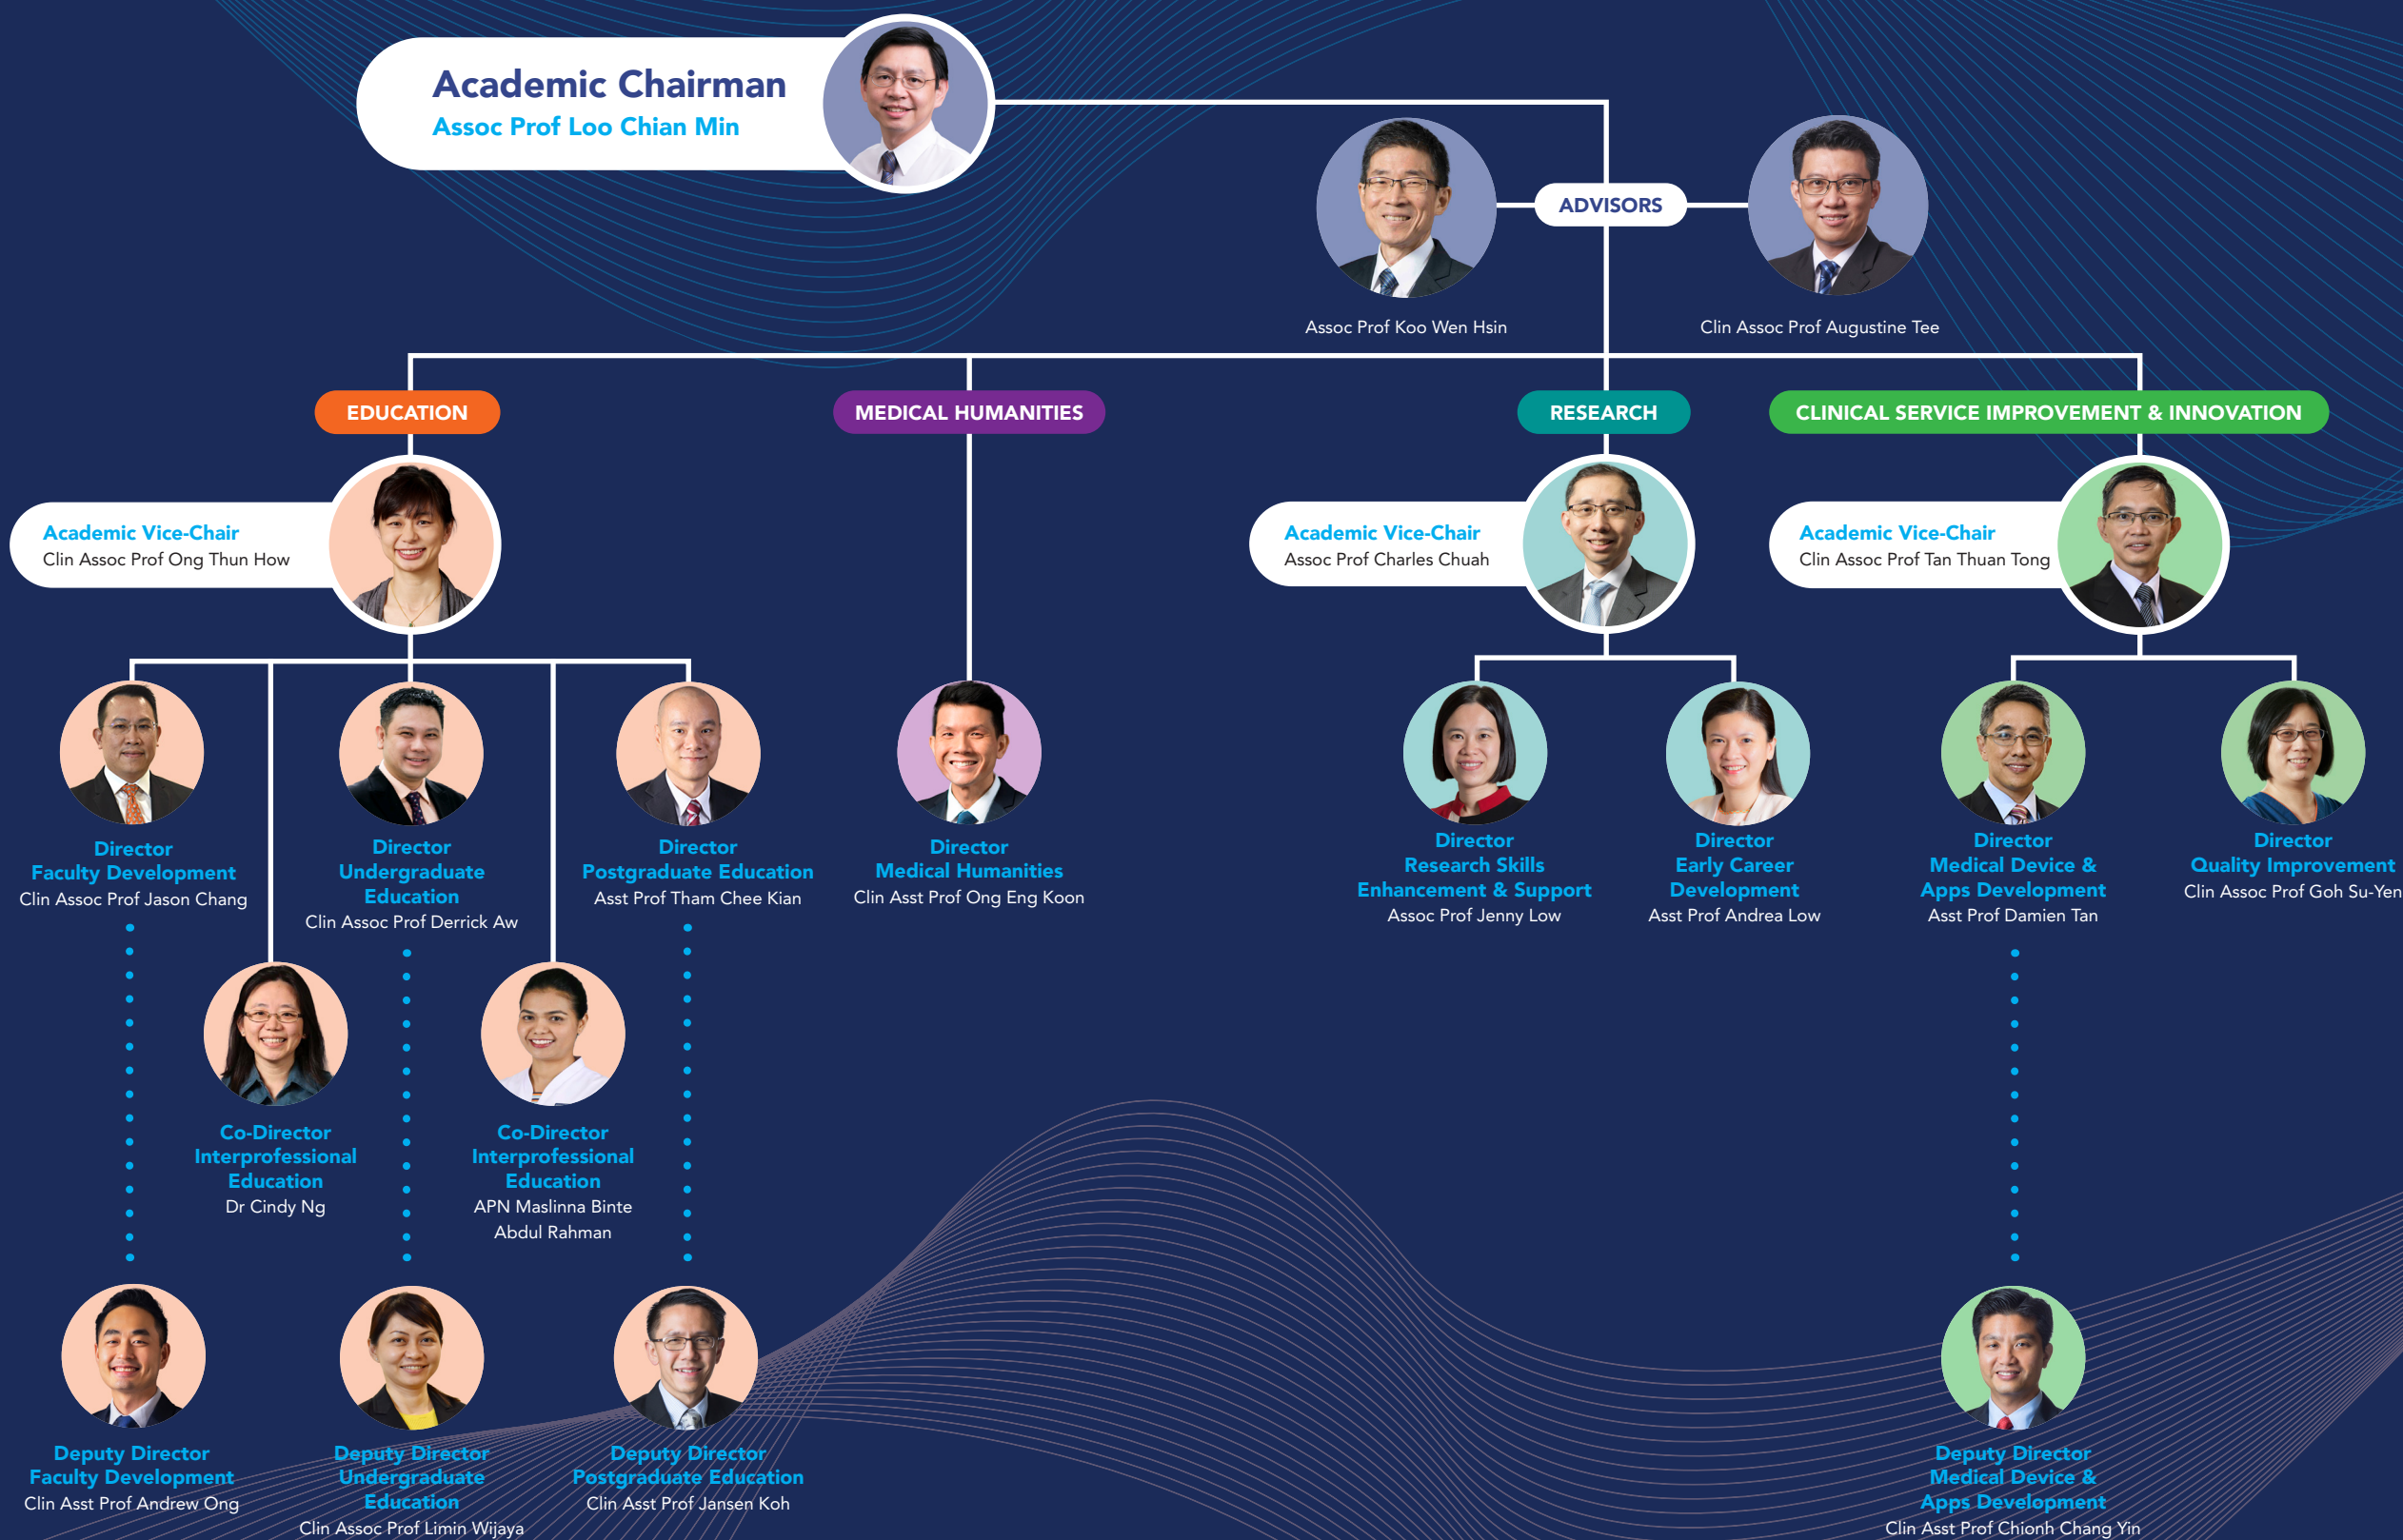 Academic Chairman
Assoc Prof Loo Chian Min
ADVISORS
Assoc Prof Koo Wen Hsin
Clin Assoc Prof Augustine Tee
EDUCATION
MEDICAL HUMANITIES
RESEARCH
CLINICAL SERVICE IMPROVEMENT & INNOVATION
Academic Vice-Chair
Clin Assoc Prof Ong Thun How
Academic Vice-Chair
Assoc Prof Charles Chuah
Academic Vice-Chair
Clin Assoc Prof Tan Thuan Tong
Director
Faculty Development
Clin Assoc Prof Jason Chang
Director
Undergraduate
Education
Clin Assoc Prof Derrick Aw
Director
Postgraduate Education
Asst Prof Tham Chee Kian
Director
Medical Humanities
Clin Asst Prof Ong Eng Koon
Director
Research Skills
Enhancement & Support
Assoc Prof Jenny Low
Director
Early Career
Development
Asst Prof Andrea Low
Director
Medical Device &
Apps Development
Asst Prof Damien Tan
Director
Quality Improvement
Clin Assoc Prof Goh Su-Yen
Co-Director
Interprofessional
Education
Dr Cindy Ng
Co-Director
Interprofessional
Education
APN Maslinna Binte
Abdul Rahman
Deputy Director
Faculty Development
Clin Asst Prof Andrew Ong
Deputy Director
Undergraduate
Education
Clin Assoc Prof Limin Wijaya
Deputy Director
Postgraduate Education
Clin Asst Prof Jansen Koh
Deputy Director
Medical Device &
Apps Development
Clin Asst Prof Chionh Chang Yin